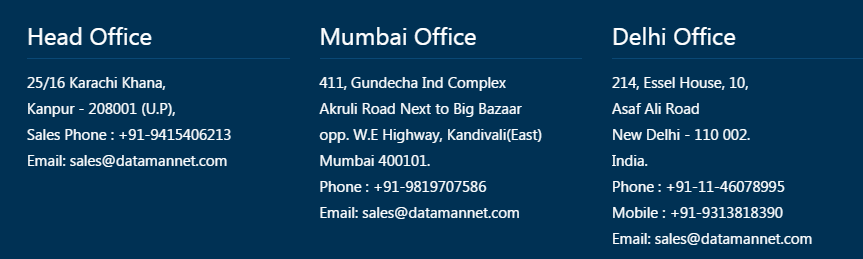 Head Office
25/16 Karachi Khana,
Kanpur - 208001 (U.P),
Sales Phone : +91-9415406213
Email: sales@datamannet.com
Mumbai Office
411, Gundecha Ind Complex
Akruli Road Next to Big Bazaar
opp. W.E Highway, Kandivali(East)
Mumbai 400101.
Phone : +91-9819707586
Email: sales@datamannet.com
Delhi Office
214, Essel House, 10,
Asaf Ali Road
New Delhi - 110 002.
India.
Phone : +91-11-46078995
Mobile : +91-9313818390
Email: sales@datamannet.com